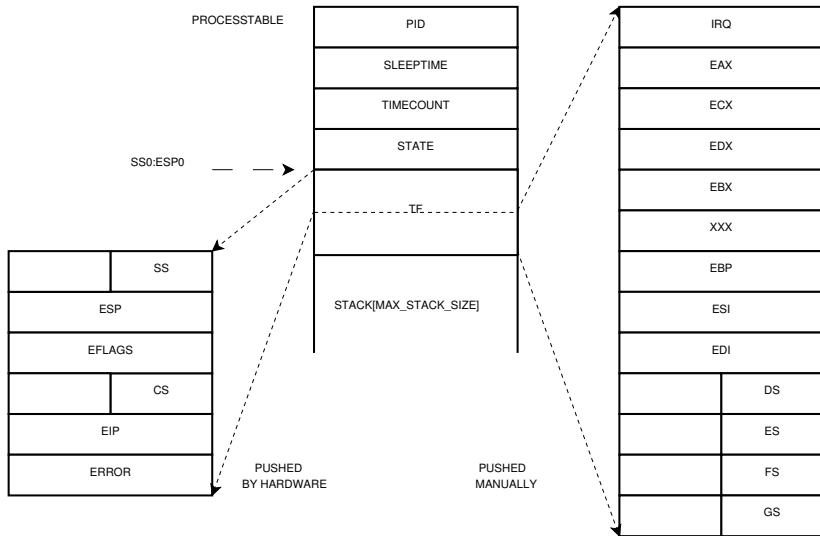 PROCESSTABLE
PID
SLEEPTIME
TIMECOUNT
STATE
SS0:ESP0
TF
STACK[MAX_STACK_SIZE]
SS
ESP
EFLAGS
CS
EIP
ERROR
PUSHED
BY HARDWARE
PUSHED
MANUALLY
IRQ
EAX
ECX
EDX
EBX
XXX
EBP
ESI
EDI
DS
ES
FS
GS